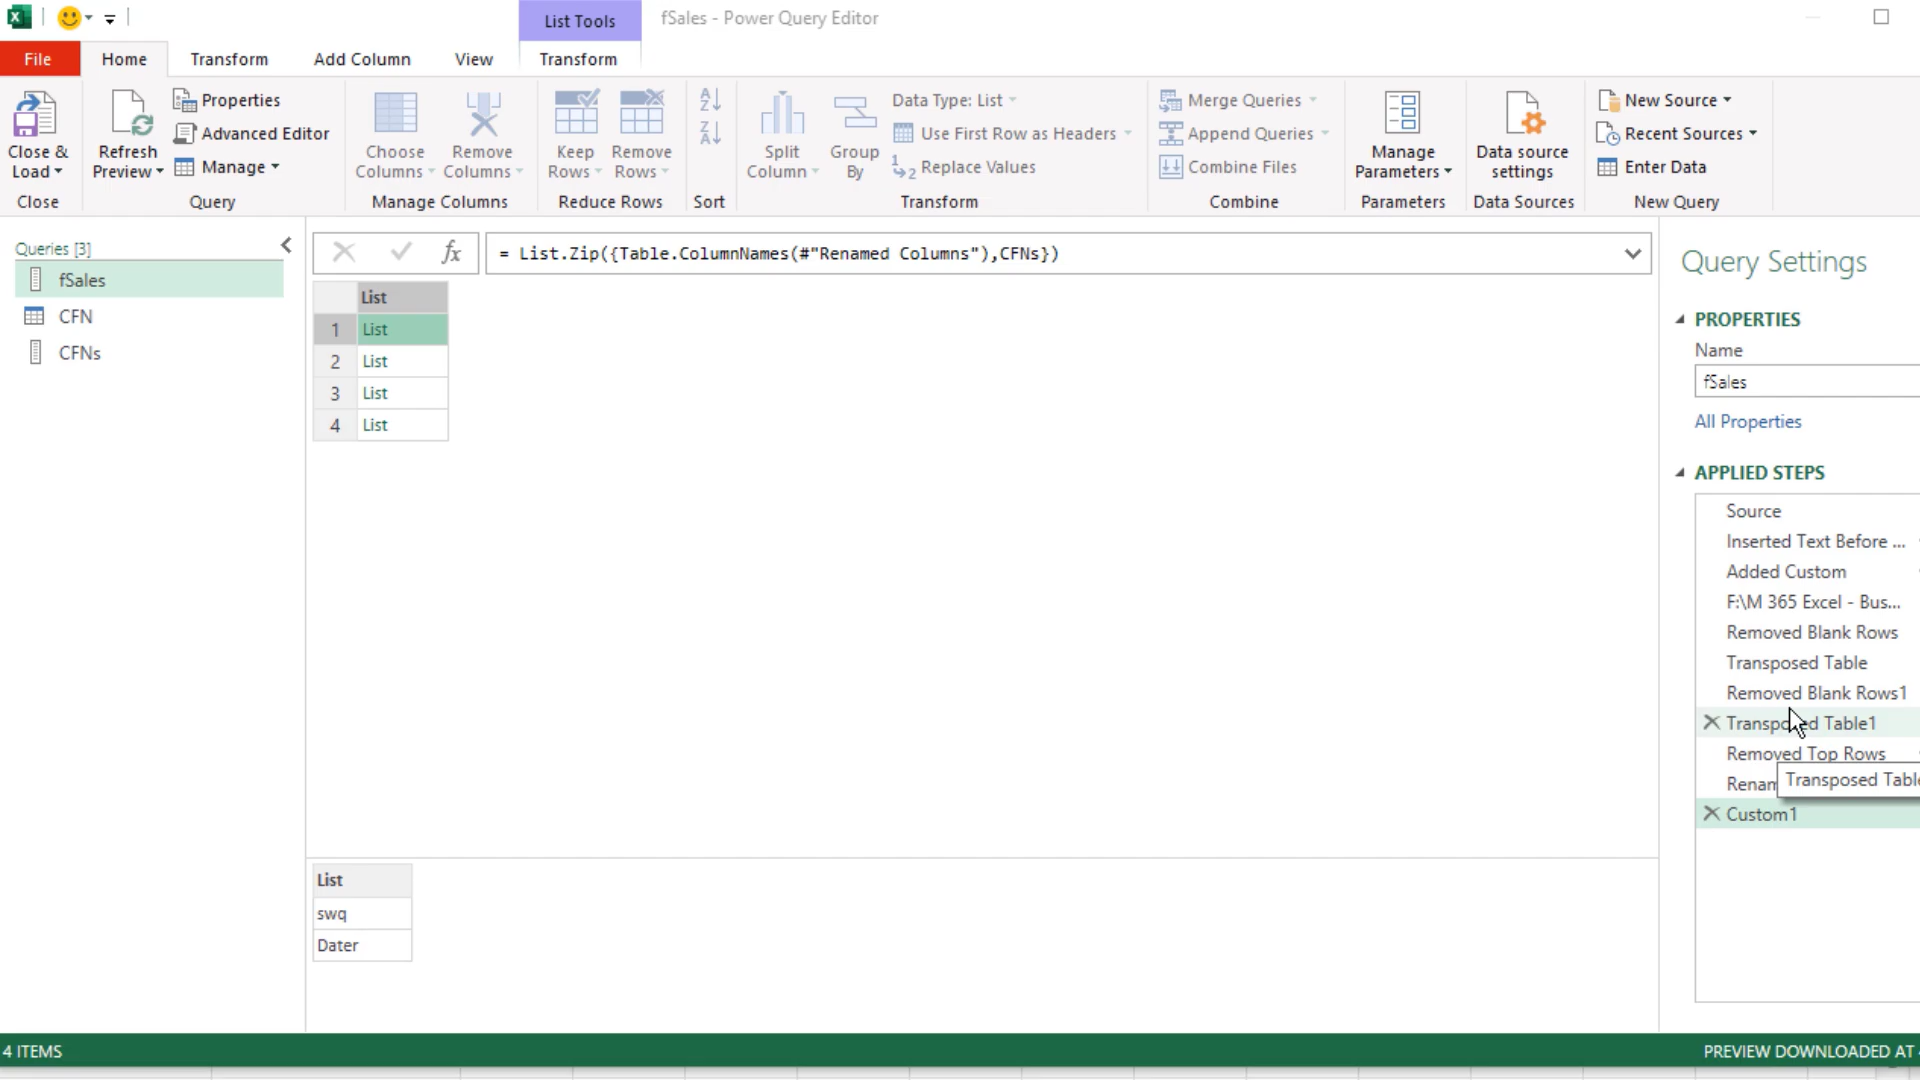 List Tools
fSales - Power Query Editor
File
Home
Transform
Add Column
View
Transform
Close &
Load
Close
Refresh
Preview
Properties
Advanced Editor
Manage
Query
Choose
Columns
Remove
Columns
Manage Columns
Keep
Rows
Remove
Rows
Reduce Rows
Sort
Split
Column
Group
By
Data Type: List
Use First Row as Headers
Replace Values
Transform
Merge Queries
Append Queries
Combine Files
Combine
Manage
Parameters
Parameters
Data source
settings
Data Sources
New Source
Recent Sources
Enter Data
New Query
Queries [3]
fSales
CFN
CFNs
fx
= List.Zip({Table.ColumnNames(#"Renamed Columns"),CFNs})
List
1 List
2 List
3 List
4 List
List
swq
Dater
Query Settings
PROPERTIES
Name
fSales
All Properties
APPLIED STEPS
Source
Inserted Text Before ...
Added Custom
F:\M 365 Excel - Bus...
Removed Blank Rows
Transposed Table
Removed Blank Rows1
Transposed Table1
Removed Top Rows
Renam
Transposed Table
Custom1
4 ITEMS
PREVIEW DOWNLOADED AT